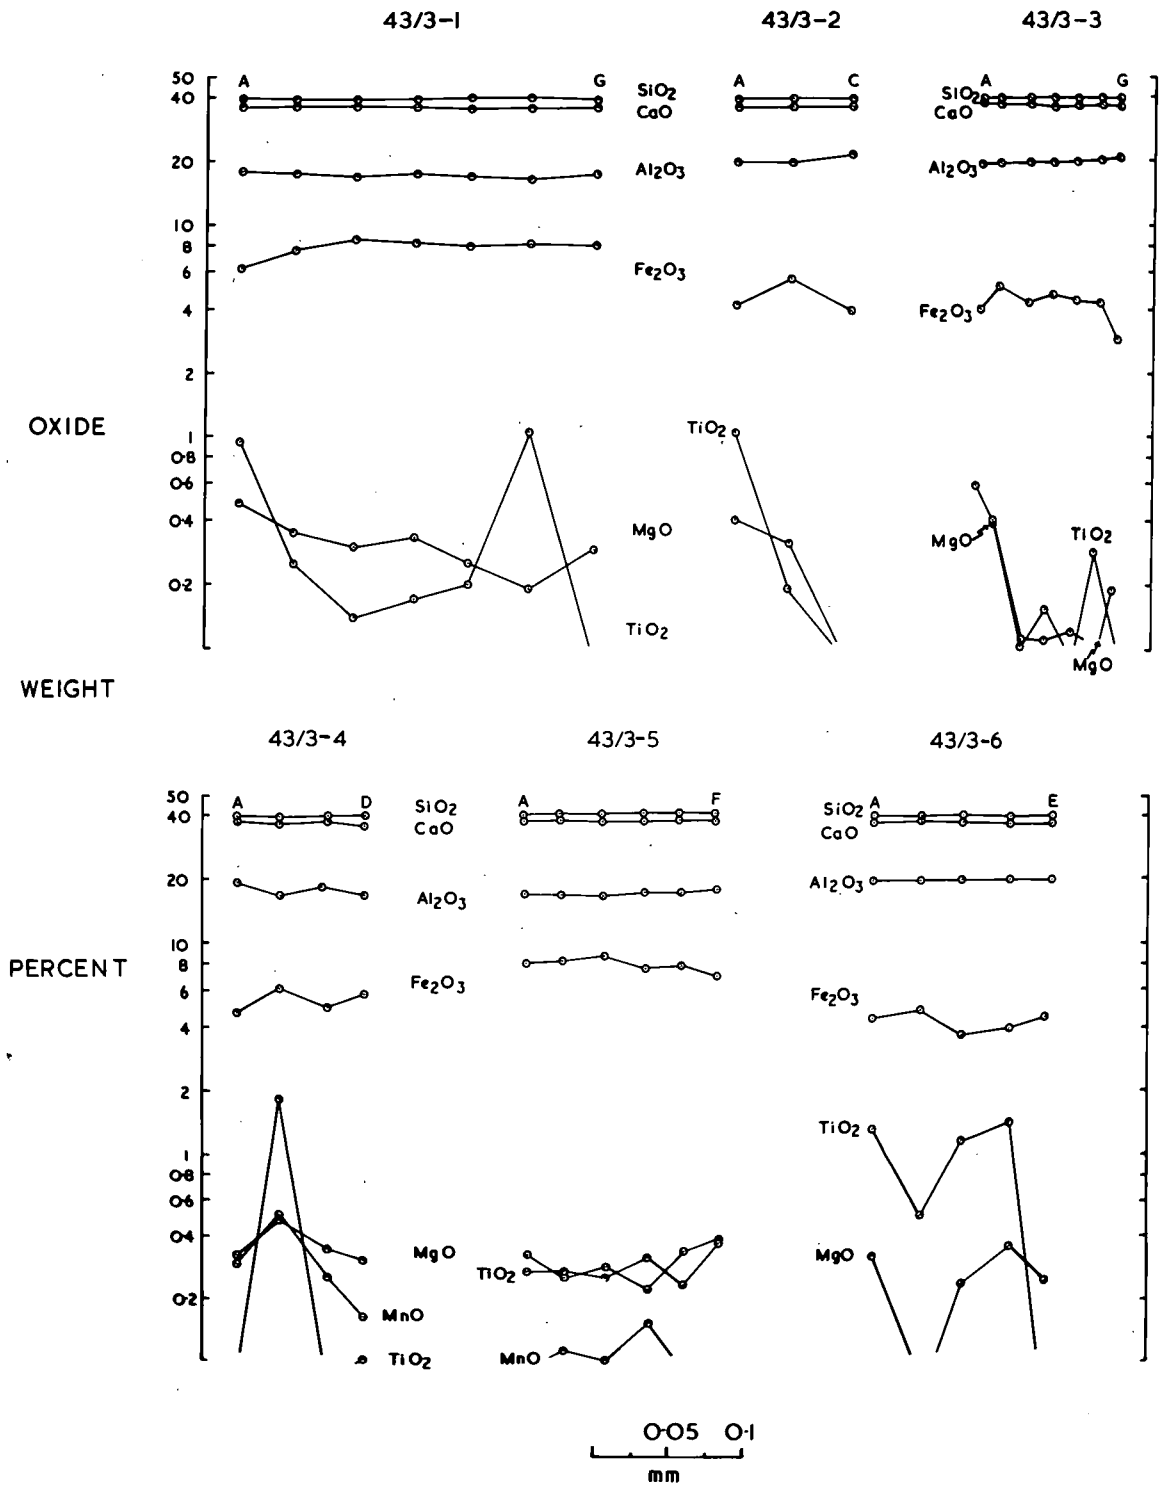 43/3-1 43/3-2 43/3-3
A G A C A G
50
40
20
10
8
6
4
2
1
0·8
0·6
0·4
0·2
SiO2
CaO
Al2O3
Fe2O3
MgO
TiO2
TiO2
SiO2
CaO
Al2O3
Fe2O3
MgO
TiO2
MgO
OXIDE
WEIGHT
PERCENT
43/3-4 43/3-5 43/3-6
A D A F A E
50
40
20
10
8
6
4
2
1
0·8
0·6
0·4
0·2
SiO2
CaO
Al2O3
Fe2O3
MgO
MnO
TiO2
TiO2
MnO
SiO2
CaO
Al2O3
Fe2O3
TiO2
MgO
0·05 0·1
mm